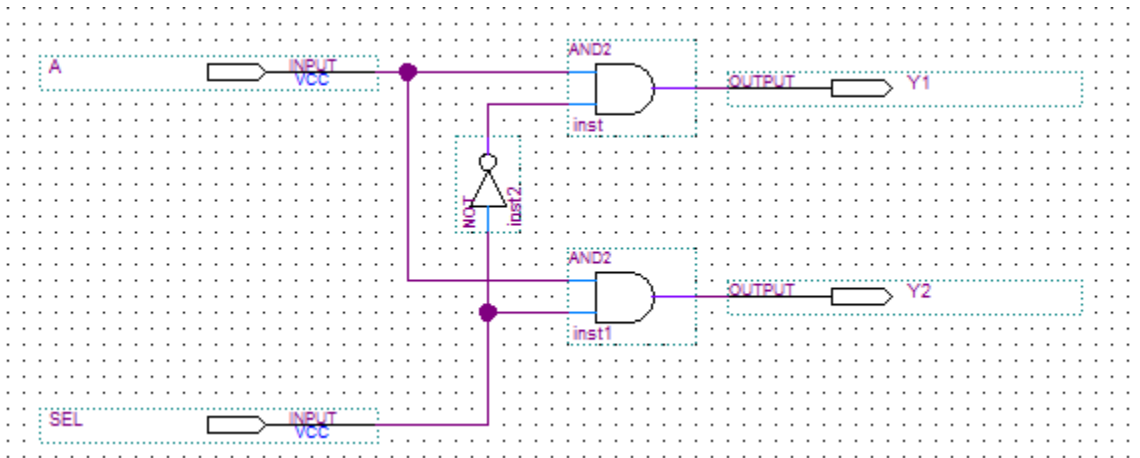 AND2
A
INPUT
VCC
OUTPUT
Y1
inst
NOT
inst2
AND2
OUTPUT
Y2
inst1
SEL
INPUT
VCC